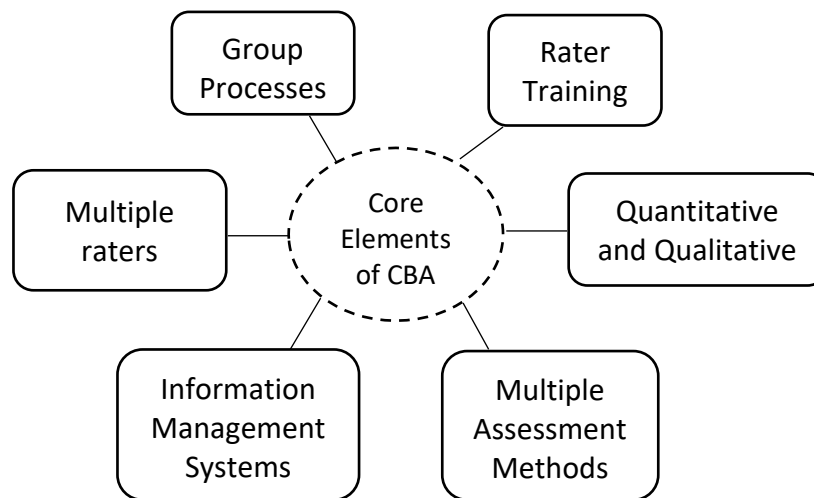 Group
Processes
Rater
Training
Multiple
raters
Core
Elements
of CBA
Quantitative
and Qualitative
Information
Management
Systems
Multiple
Assessment
Methods